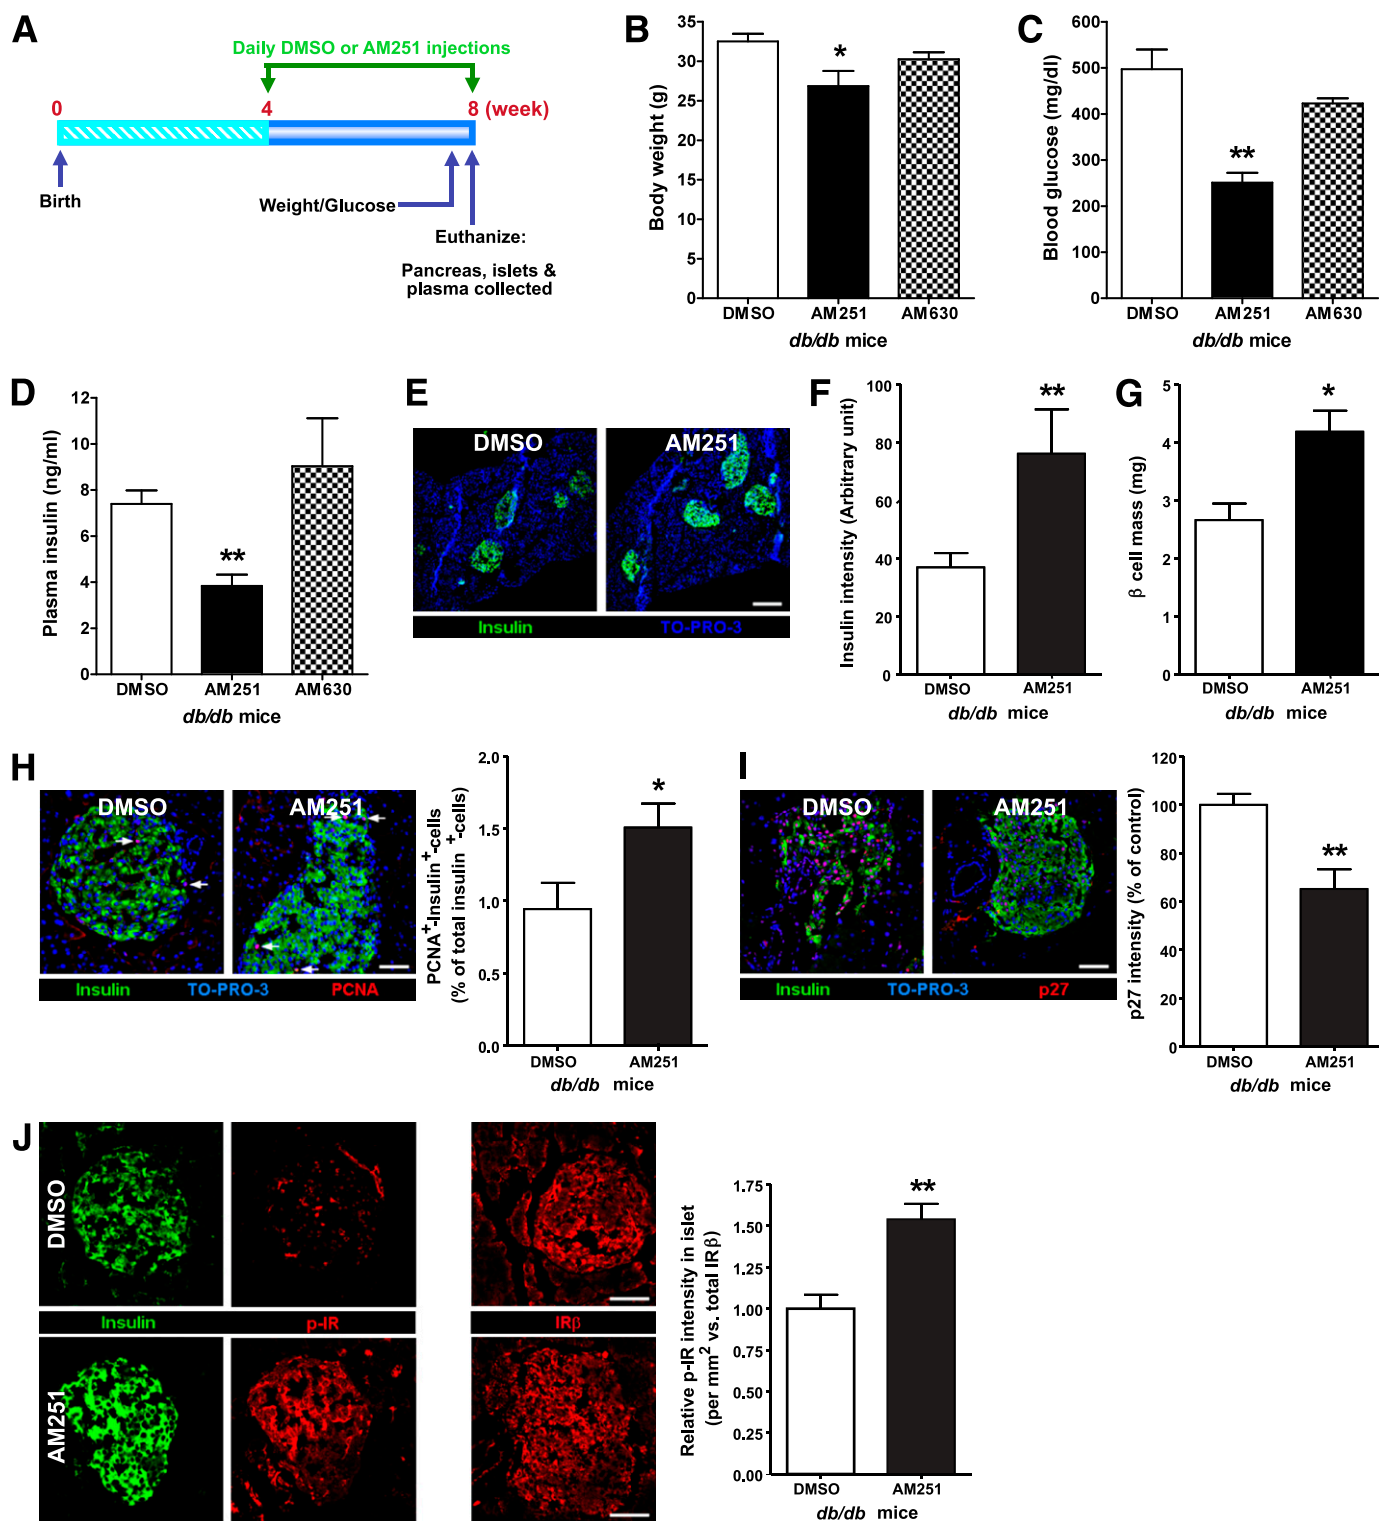 A
Daily DMSO or AM251 injections
0
4
8 (week)
Birth
Weight/Glucose
Euthanize:
Pancreas, islets &
plasma collected
B
Body weight (g)
35
30
25
20
15
10
5
0
*
DMSO
AM251
AM630
db/db mice
C
Blood glucose (mg/dl)
600
500
400
300
200
100
0
**
DMSO
AM251
AM630
db/db mice
D
Plasma insulin (ng/ml)
12
10
8
6
4
2
0
**
DMSO
AM251
AM630
db/db mice
E
DMSO
AM251
Insulin
TO-PRO-3
F
Insulin intensity (Arbitrary unit)
100
80
60
40
20
0
**
DMSO
AM251
db/db mice
G
β cell mass (mg)
5
4
3
2
1
0
*
DMSO
AM251
db/db mice
H
DMSO
AM251
Insulin
TO-PRO-3
PCNA
PCNA+-Insulin+-cells
(% of total insulin+-cells)
2.0
1.5
1.0
0.5
0.0
*
DMSO
AM251
db/db mice
I
DMSO
AM251
Insulin
TO-PRO-3
p27
p27 intensity (% of control)
120
100
80
60
40
20
0
**
DMSO
AM251
db/db mice
J
DMSO
Insulin
p-IR
IRβ
AM251
Relative p-IR intensity in islet
(per mm2 vs. total IRβ)
1.75
1.50
1.25
1.00
0.75
0.50
0.25
0.00
**
DMSO
AM251
db/db mice